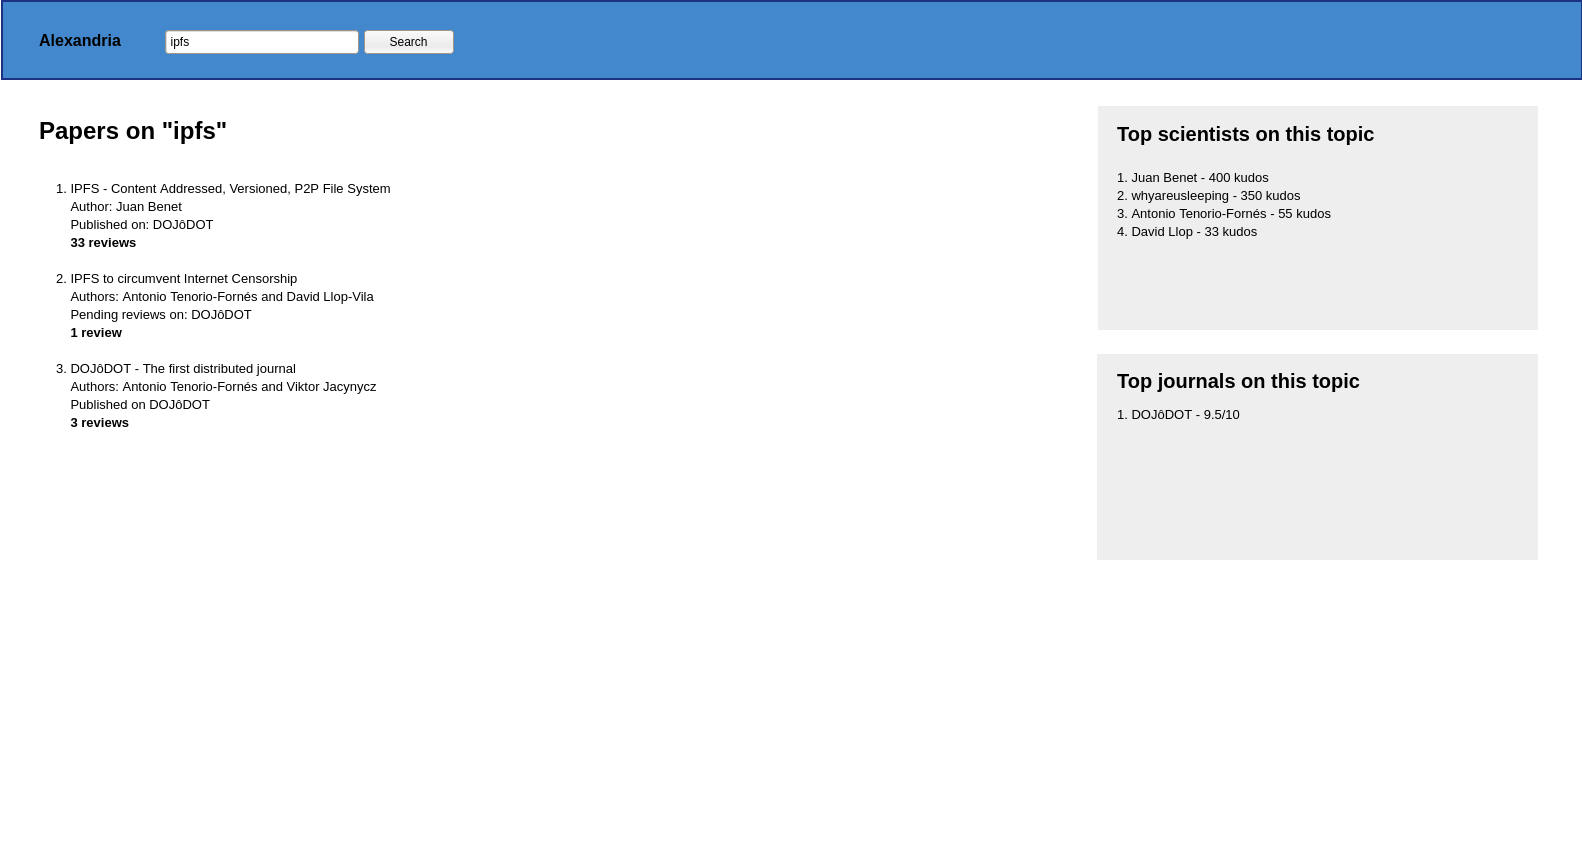 Alexandria
ipfs
Search
Papers on "ipfs"
1. IPFS - Content Addressed, Versioned, P2P File System
Author: Juan Benet
Published on: DOJôDOT
33 reviews
2. IPFS to circumvent Internet Censorship
Authors: Antonio Tenorio-Fornés and David Llop-Vila
Pending reviews on: DOJôDOT
1 review
3. DOJôDOT - The first distributed journal
Authors: Antonio Tenorio-Fornés and Viktor Jacynycz
Published on DOJôDOT
3 reviews
Top scientists on this topic
1. Juan Benet - 400 kudos
2. whyareusleeping - 350 kudos
3. Antonio Tenorio-Fornés - 55 kudos
4. David Llop - 33 kudos
Top journals on this topic
1. DOJôDOT - 9.5/10